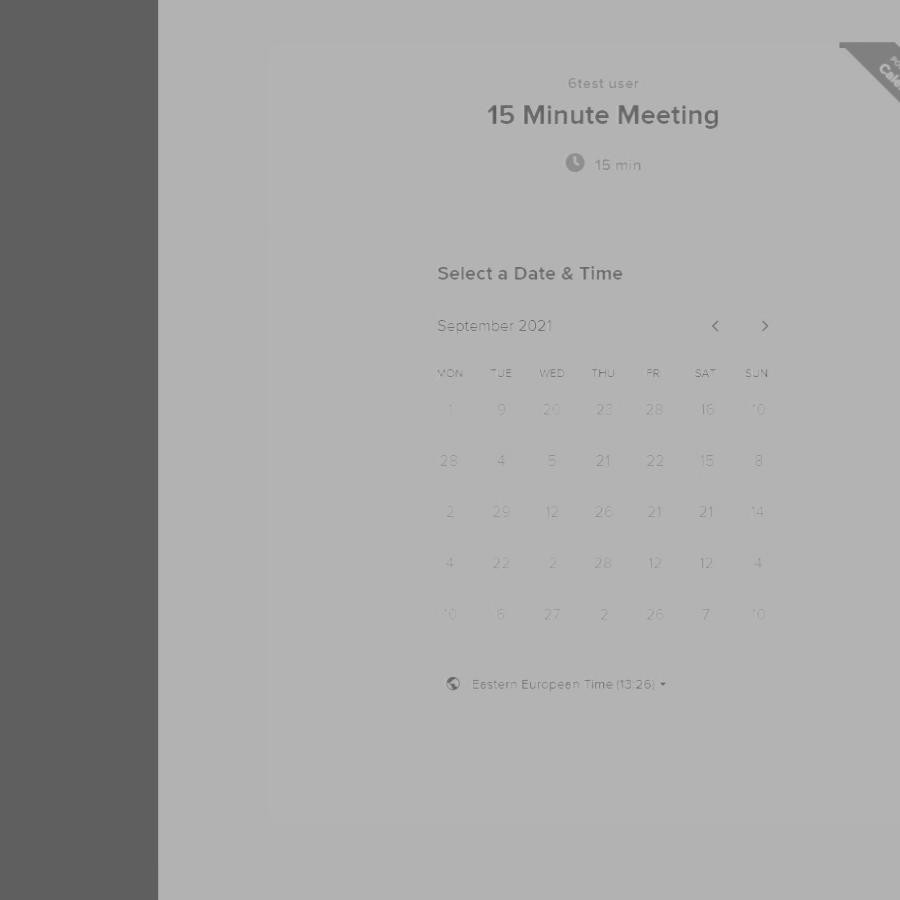 6test user
15 Minute Meeting
15 min
Select a Date & Time
September 2021
MON TUE WED THU FRI SAT SUN
1 9 20 23 28 16 10
28 4 5 21 22 15 8
2 29 12 26 21 21 14
4 22 2 28 12 12 4
10 6 27 2 26 7 10
Eastern European Time (13:26)